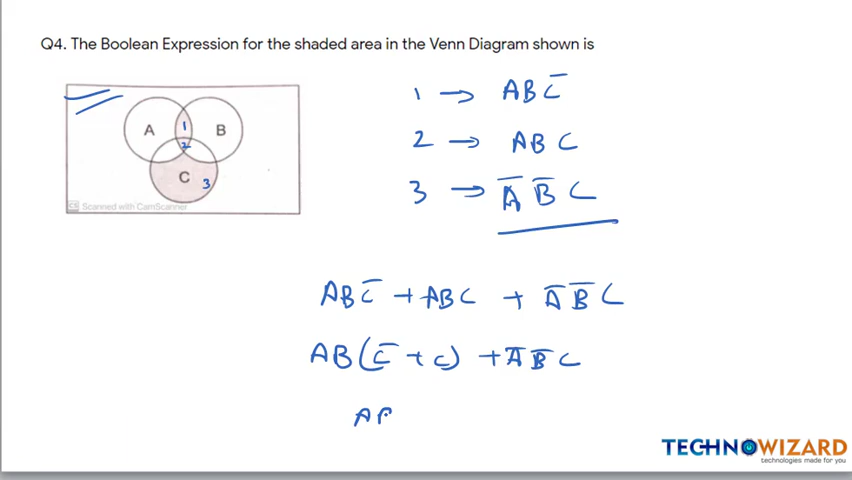 Q4. The Boolean Expression for the shaded area in the Venn Diagram shown is
A 1 B
2
C 3
CS Scanned with CamScanner
1 → ABC̅
2 → ABC
3 → A̅ B̅ C
ABC̅ + ABC + A̅ B̅ C
AB(C̅ + C) + A̅ B̅ C
TECHNOWIZARD
technologies made for you